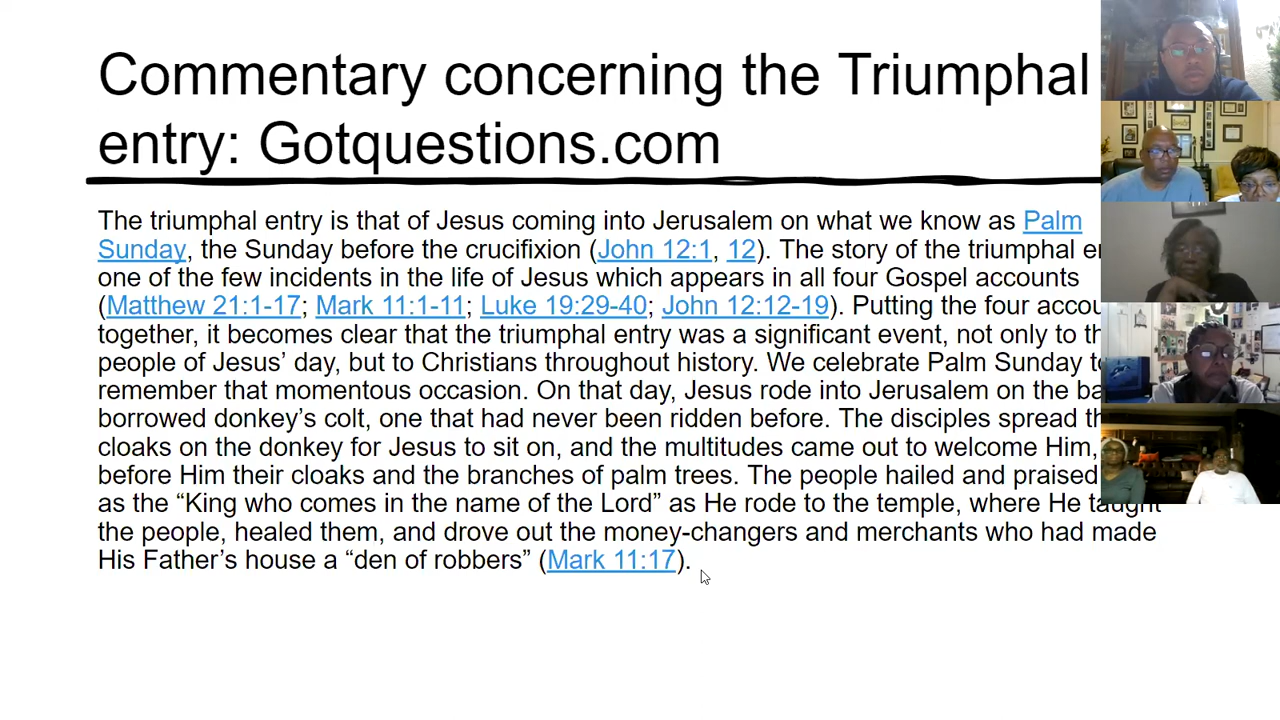 Commentary concerning the Triumphal
entry: Gotquestions.com
The triumphal entry is that of Jesus coming into Jerusalem on what we know as Palm
Sunday, the Sunday before the crucifixion (John 12:1, 12). The story of the triumphal
one of the few incidents in the life of Jesus which appears in all four Gospel accounts
(Matthew 21:1-17; Mark 11:1-11; Luke 19:29-40; John 12:12-19). Putting the four
together, it becomes clear that the triumphal entry was a significant event, not only to
people of Jesus’ day, but to Christians throughout history. We celebrate Palm Sunday
remember that momentous occasion. On that day, Jesus rode into Jerusalem on the
borrowed donkey’s colt, one that had never been ridden before. The disciples spread
cloaks on the donkey for Jesus to sit on, and the multitudes came out to welcome Him,
before Him their cloaks and the branches of palm trees. The people hailed and praised
as the “King who comes in the name of the Lord” as He rode to the temple, where He taught
the people, healed them, and drove out the money-changers and merchants who had made
His Father’s house a “den of robbers” (Mark 11:17).